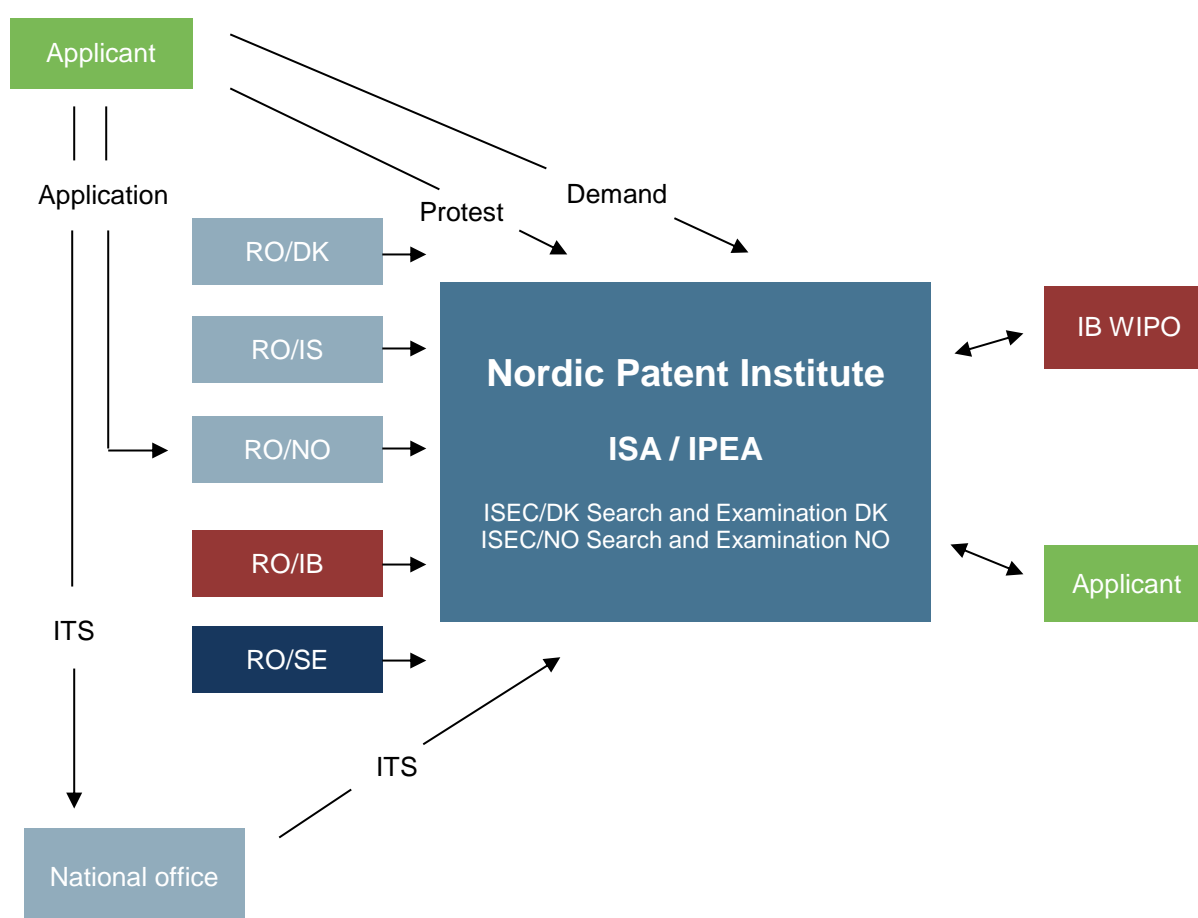 Applicant
Application
Protest
Demand
RO/DK
RO/IS
RO/NO
RO/IB
RO/SE
Nordic Patent Institute
ISA / IPEA
ISEC/DK Search and Examination DK
ISEC/NO Search and Examination NO
IB WIPO
Applicant
ITS
ITS
National office